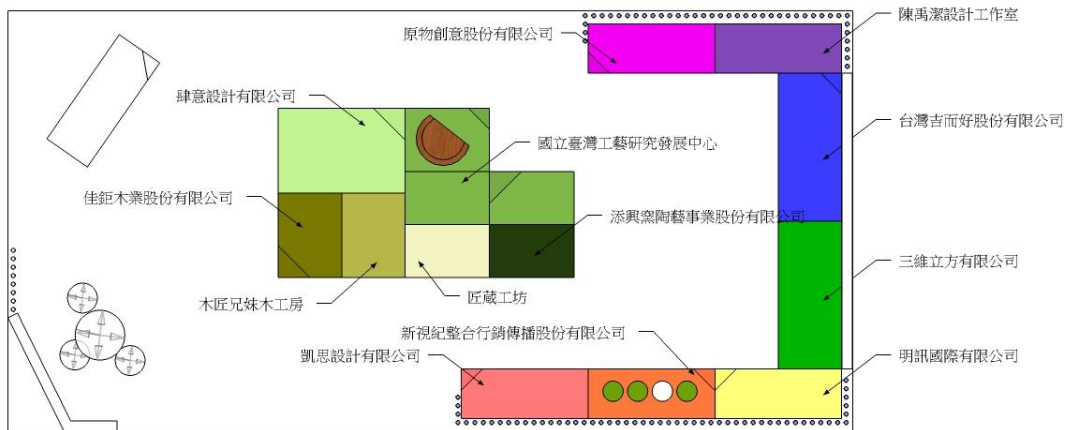 陳禹潔設計工作室
原物創意股份有限公司
肆意設計有限公司
台灣吉而好股份有限公司
國立臺灣工藝研究發展中心
佳鉅木業股份有限公司
添興窯陶藝事業股份有限公司
三維立方有限公司
木匠兄妹木工房
匠蔵工坊
新視紀整合行銷傳播股份有限公司
凱思設計有限公司
明訊國際有限公司